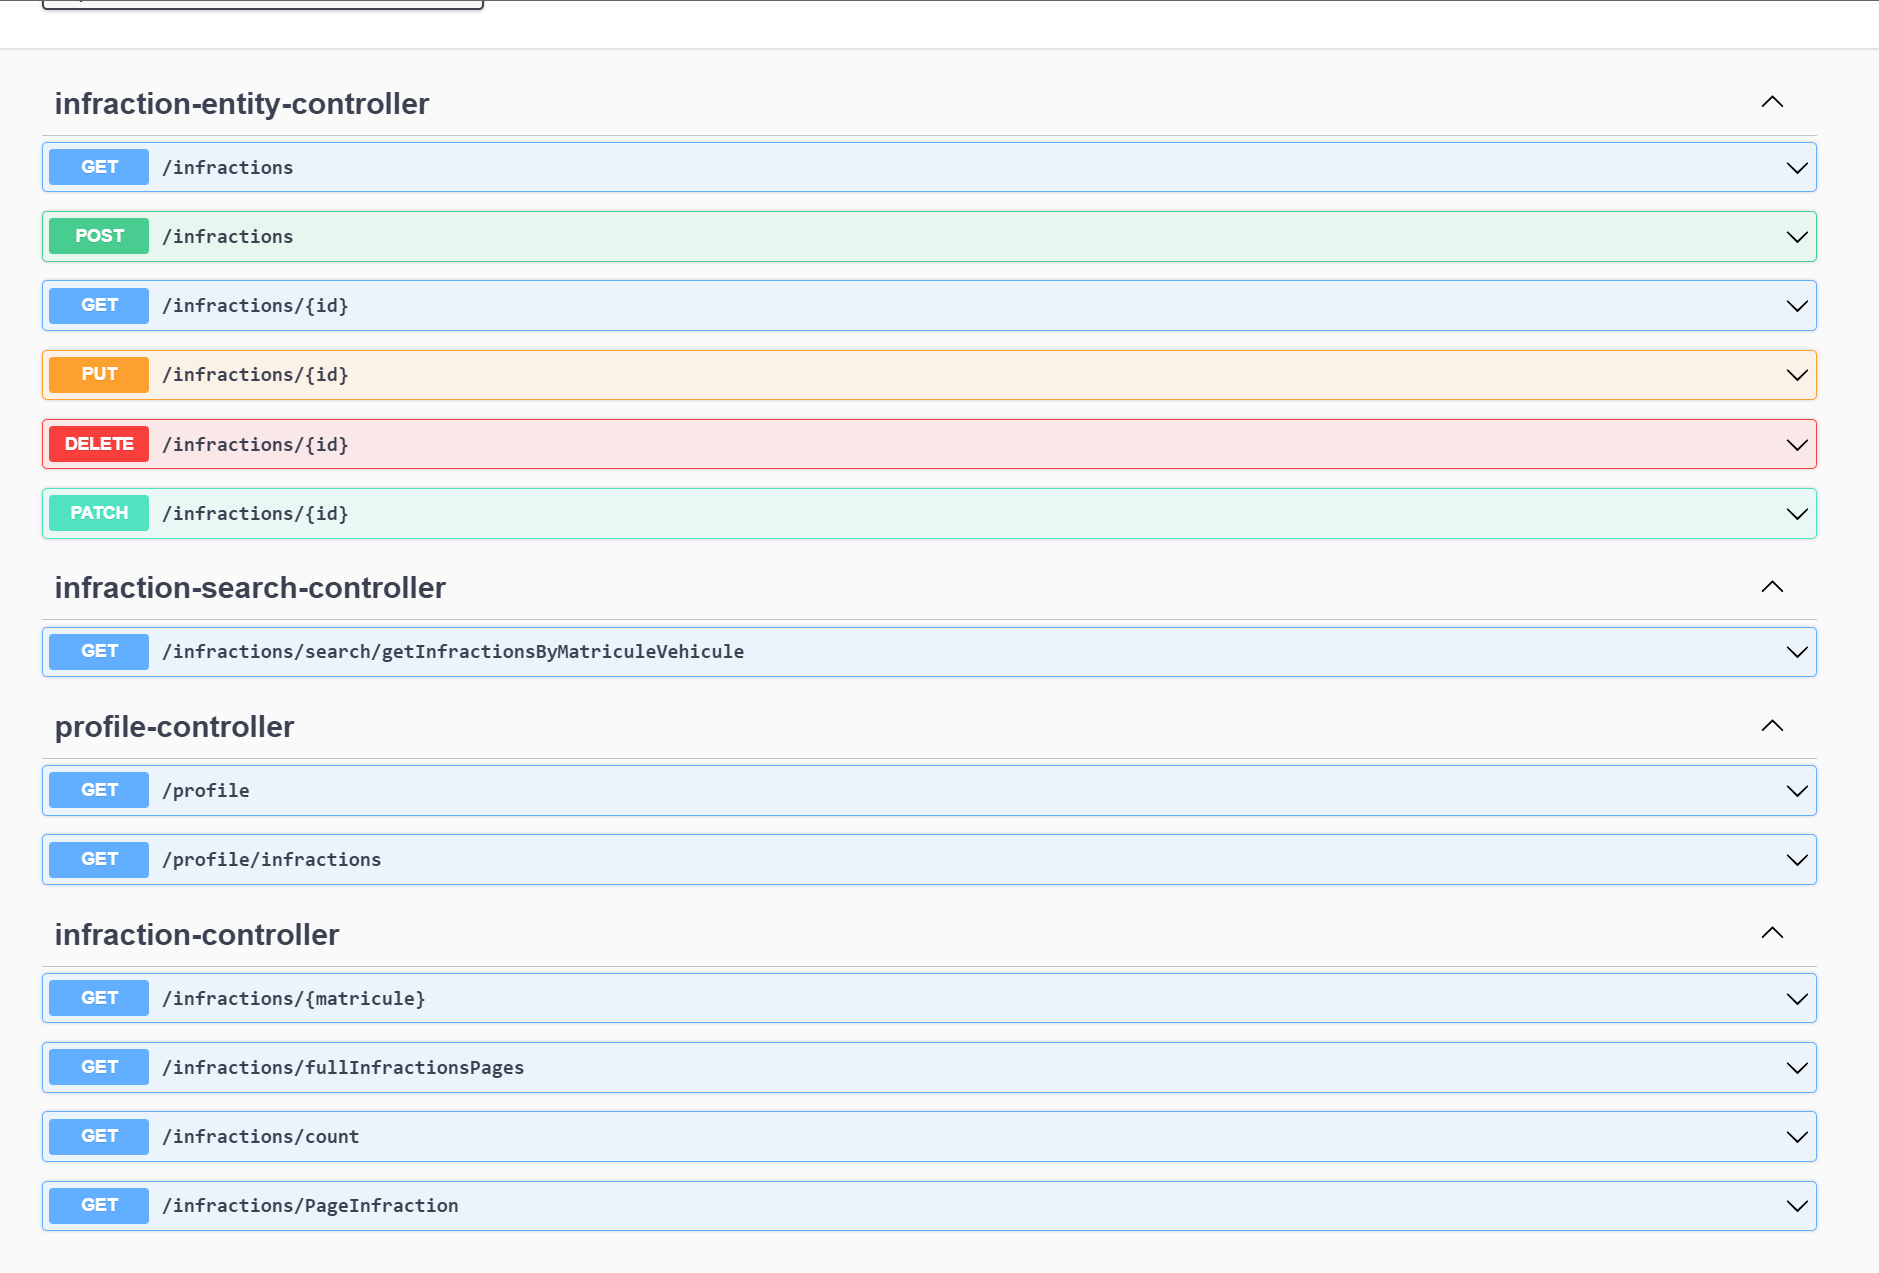 infraction-entity-controller
GET /infractions
POST /infractions
GET /infractions/{id}
PUT /infractions/{id}
DELETE /infractions/{id}
PATCH /infractions/{id}
infraction-search-controller
GET /infractions/search/getInfractionsByMatriculeVehicule
profile-controller
GET /profile
GET /profile/infractions
infraction-controller
GET /infractions/{matricule}
GET /infractions/fullInfractionsPages
GET /infractions/count
GET /infractions/PageInfraction